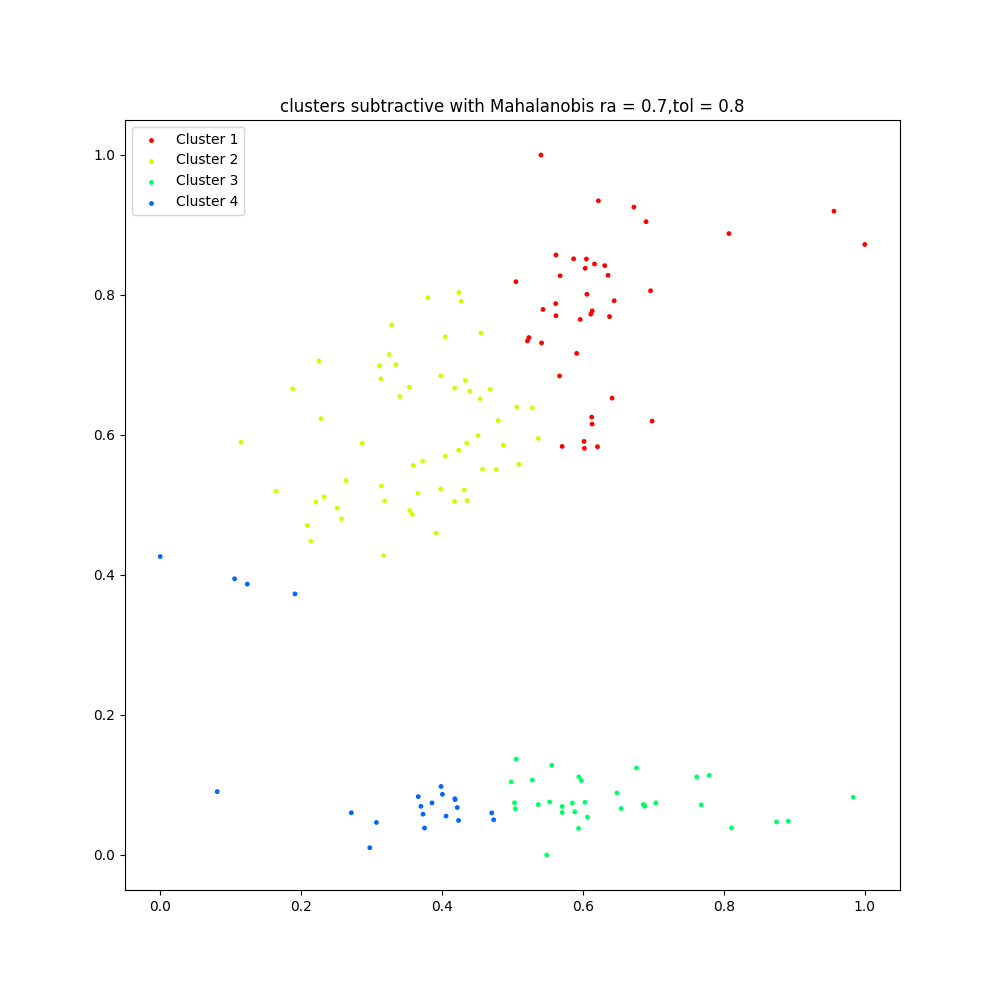 clusters subtractive with Mahalanobis ra = 0.7,tol = 0.8
Cluster 1
Cluster 2
Cluster 3
Cluster 4
1.0
0.8
0.6
0.4
0.2
0.0
0.0 0.2 0.4 0.6 0.8 1.0